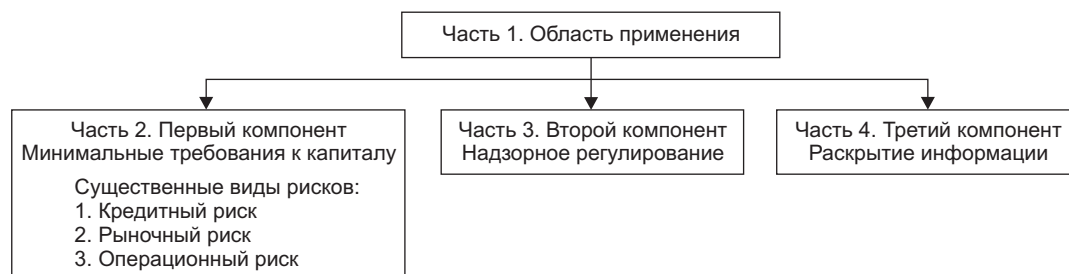 Часть 1. Область применения
Часть 2. Первый компонент
Минимальные требования к капиталу
Существенные виды рисков:
1. Кредитный риск
2. Рыночный риск
3. Операционный риск
Часть 3. Второй компонент
Надзорное регулирование
Часть 4. Третий компонент
Раскрытие информации